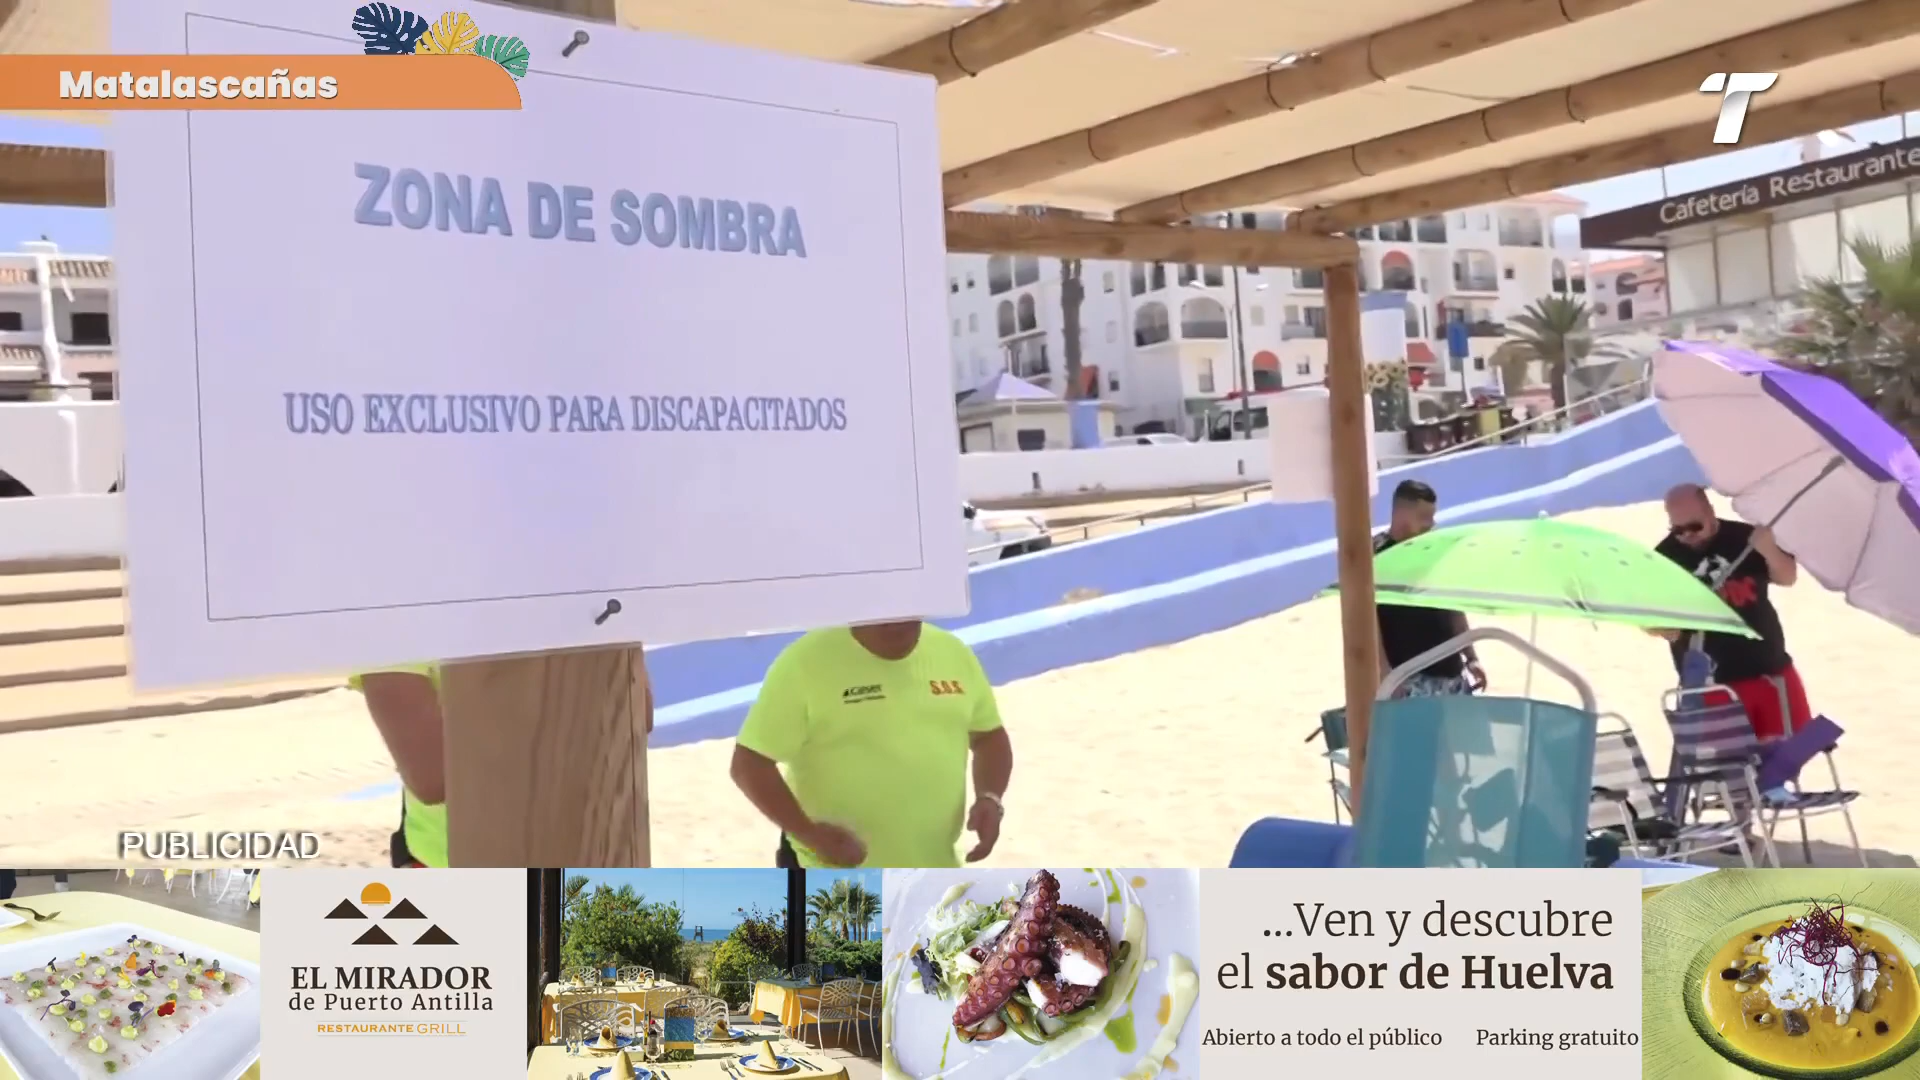 Matalascañas
ZONA DE SOMBRA
USO EXCLUSIVO PARA DISCAPACITADOS
Cafetería Restaurante
S.O.S.
PUBLICIDAD
EL MIRADOR
de Puerto Antilla
RESTAURANTE GRILL
...Ven y descubre
el sabor de Huelva
Abierto a todo el público Parking gratuito